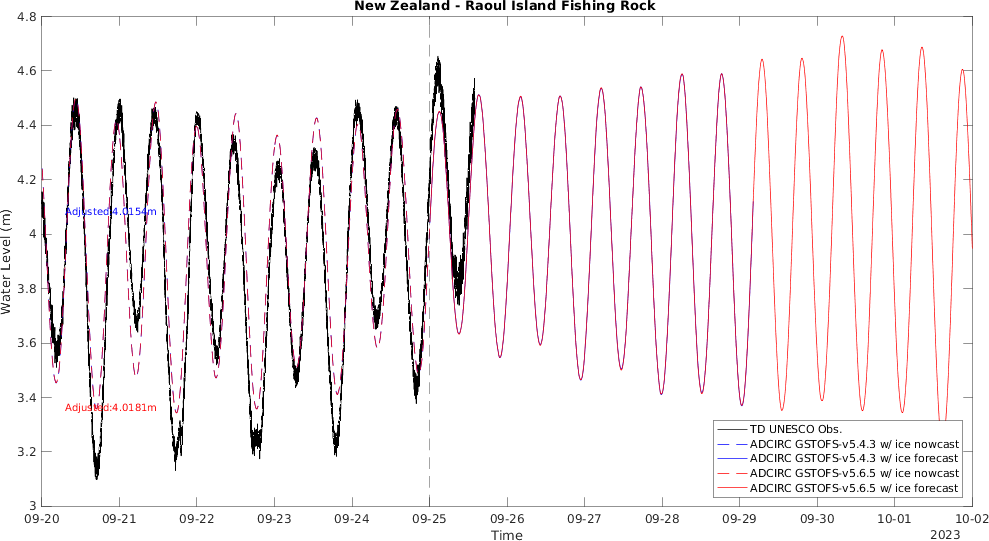 New Zealand - Raoul Island Fishing Rock
4.8
4.6
4.4
4.2
4
3.8
3.6
3.4
3.2
3
Water Level (m)
Adjusted:4.0154m
Adjusted:4.0181m
TD UNESCO Obs.
ADCIRC GSTOFS-v5.4.3 w/ ice nowcast
ADCIRC GSTOFS-v5.4.3 w/ ice forecast
ADCIRC GSTOFS-v5.6.5 w/ ice nowcast
ADCIRC GSTOFS-v5.6.5 w/ ice forecast
09-20 09-21 09-22 09-23 09-24 09-25 09-26 09-27 09-28 09-29 09-30 10-01 10-02
Time
2023